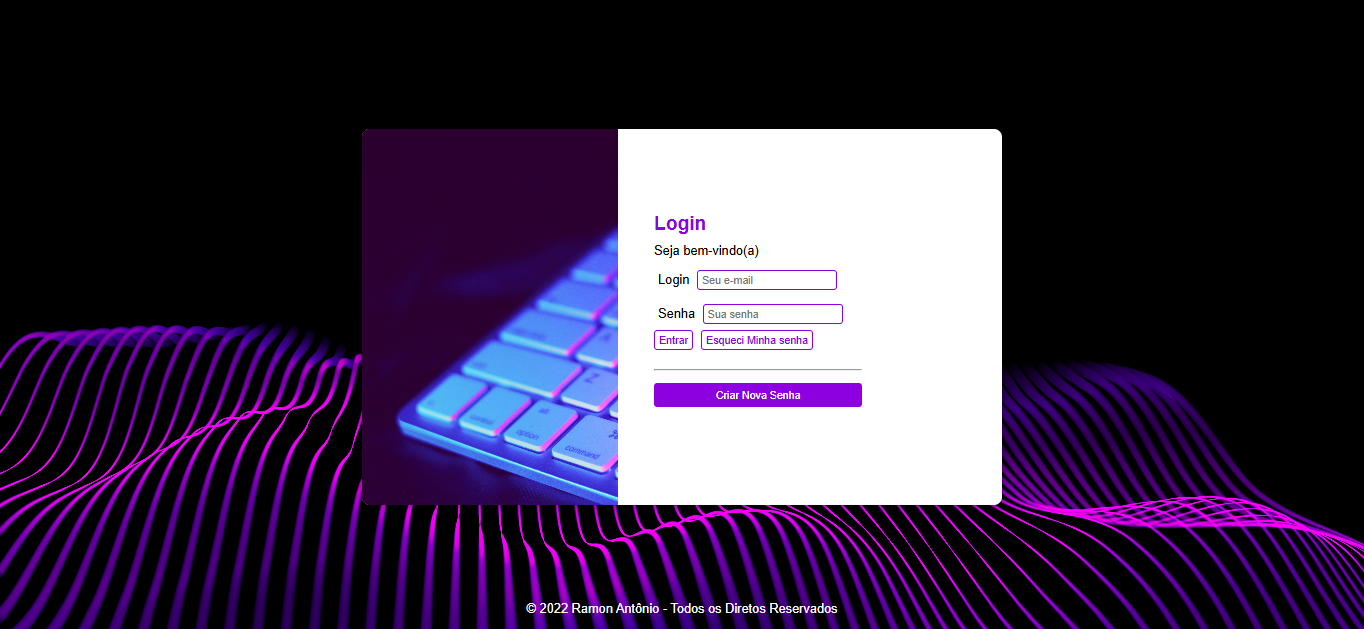 Login
Seja bem-vindo(a)
Login Seu e-mail
Senha Sua senha
Entrar Esqueci Minha senha
Criar Nova Senha
Z
alt
option
⌘
command
© 2022 Ramon Antônio - Todos os Diretos Reservados